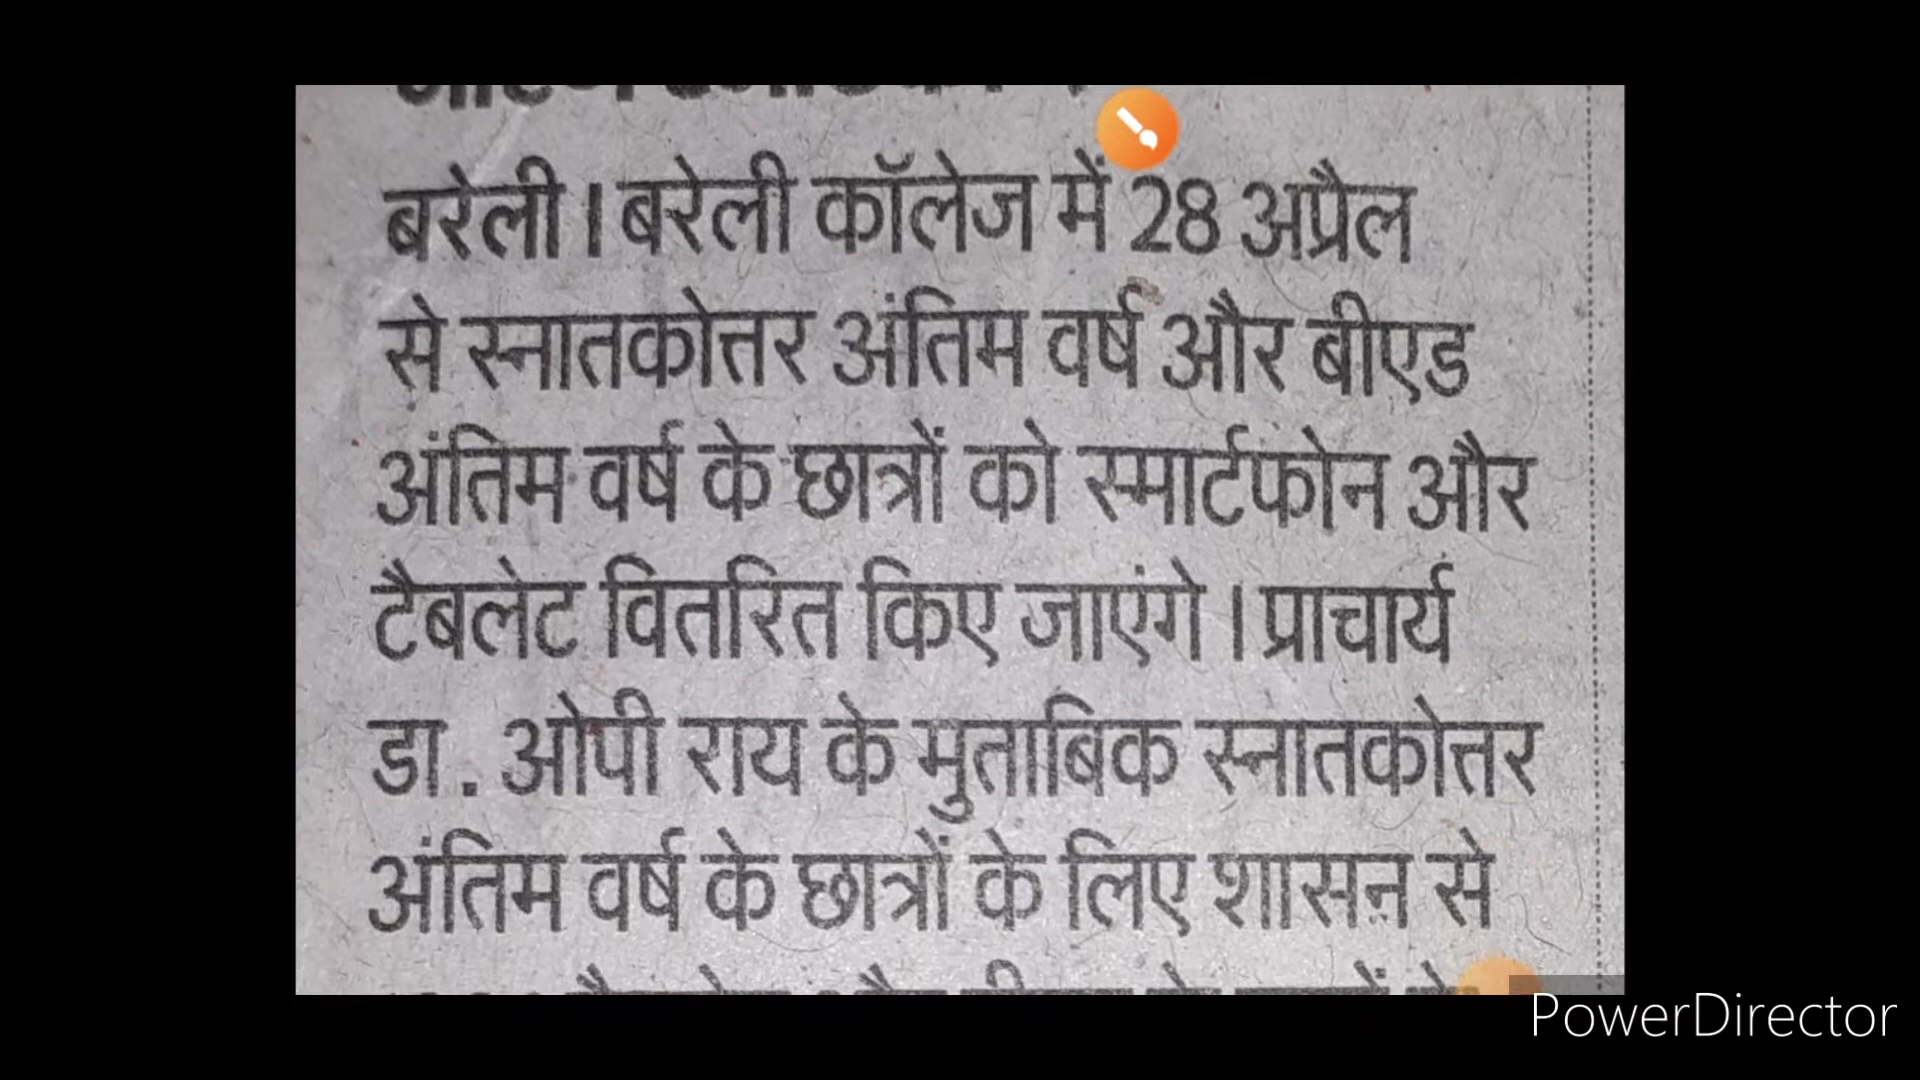 बरेली। बरेली कॉलेज में 28 अप्रैल
से स्नातकोत्तर अंतिम वर्ष और बीएड
अंतिम वर्ष के छात्रों को स्मार्टफोन और
टैबलेट वितरित किए जाएंगे। प्राचार्य
डा. ओपी राय के मुताबिक स्नातकोत्तर
अंतिम वर्ष के छात्रों के लिए शासन से
PowerDirector